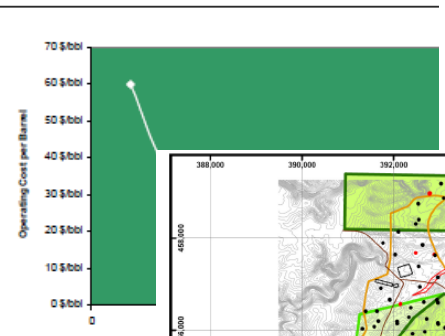 70 $/bbl
60 $/bbl
50 $/bbl
40 $/bbl
30 $/bbl
20 $/bbl
10 $/bbl
0 $/bbl
Operating Cost per Barrel
0
388,000
390,000
392,000
458,000